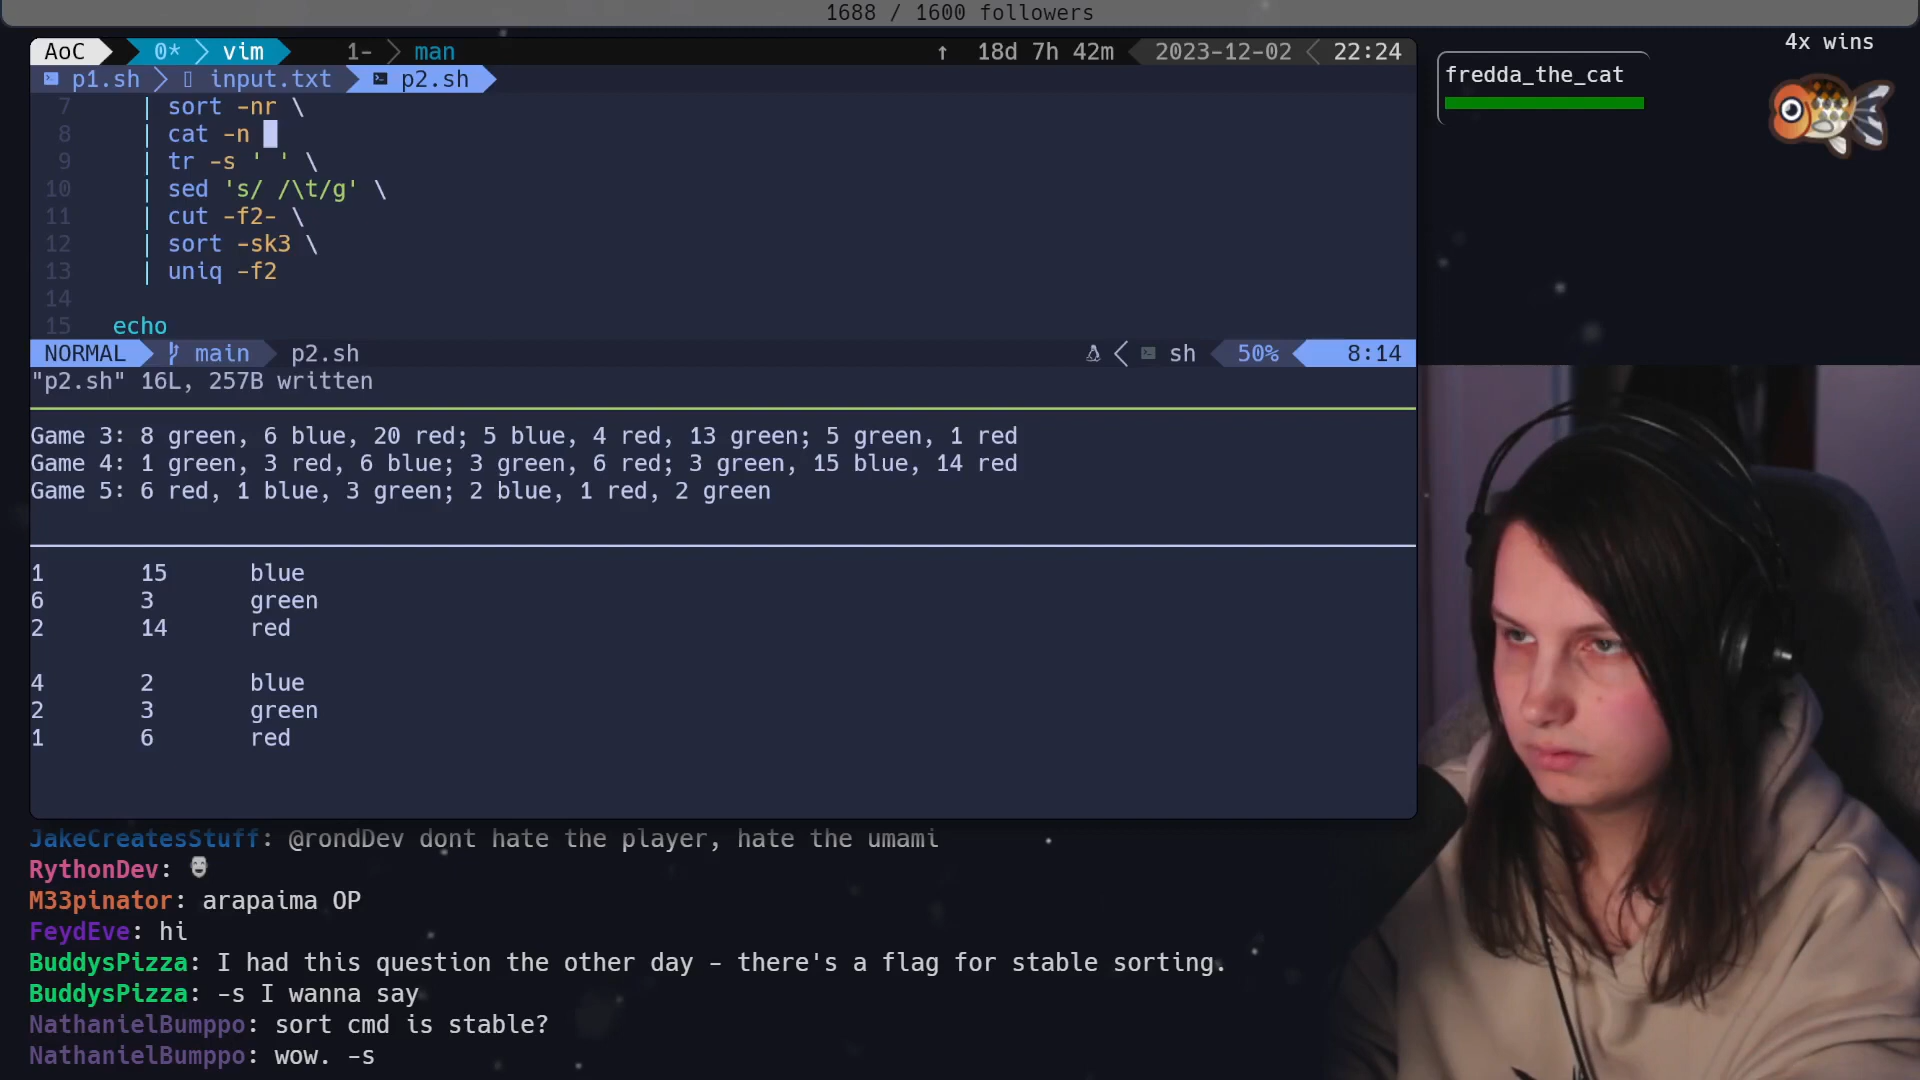 1688 / 1600 followers
AoC 0* vim 1- man ↑ 18d 7h 42m 2023-12-02 22:24
4x wins
p1.sh input.txt p2.sh
fredda_the_cat
7 | sort -nr \
8 | cat -n
9 | tr -s ' ' \
10 | sed 's/ /\t/g' \
11 | cut -f2- \
12 | sort -sk3 \
13 | uniq -f2
14
15 echo
NORMAL main p2.sh sh 50% 8:14
"p2.sh" 16L, 257B written
Game 3: 8 green, 6 blue, 20 red; 5 blue, 4 red, 13 green; 5 green, 1 red
Game 4: 1 green, 3 red, 6 blue; 3 green, 6 red; 3 green, 15 blue, 14 red
Game 5: 6 red, 1 blue, 3 green; 2 blue, 1 red, 2 green
1 15 blue
6 3 green
2 14 red
4 2 blue
2 3 green
1 6 red
JakeCreatesStuff: @rondDev dont hate the player, hate the umami
RythonDev:
M33pinator: arapaima OP
FeydEve: hi
BuddysPizza: I had this question the other day - there's a flag for stable sorting.
BuddysPizza: -s I wanna say
NathanielBumppo: sort cmd is stable?
NathanielBumppo: wow. -s